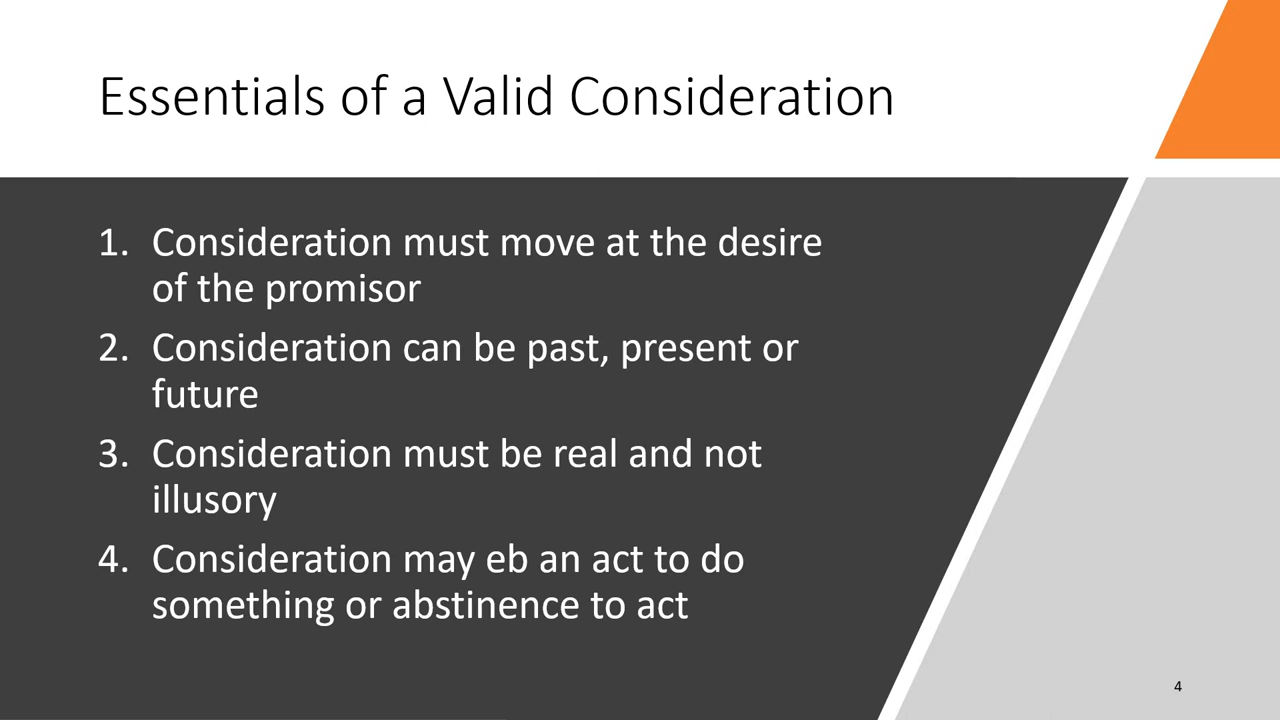 Essentials of a Valid Consideration
1. Consideration must move at the desire
of the promisor
2. Consideration can be past, present or
future
3. Consideration must be real and not
illusory
4. Consideration may eb an act to do
something or abstinence to act
4